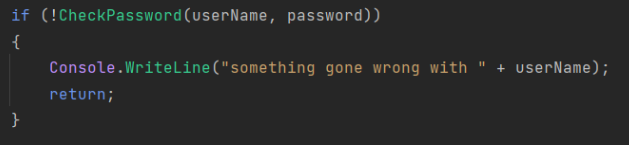 if (!CheckPassword(userName, password))
{
    Console.WriteLine("something gone wrong with " + userName);
    return;
}